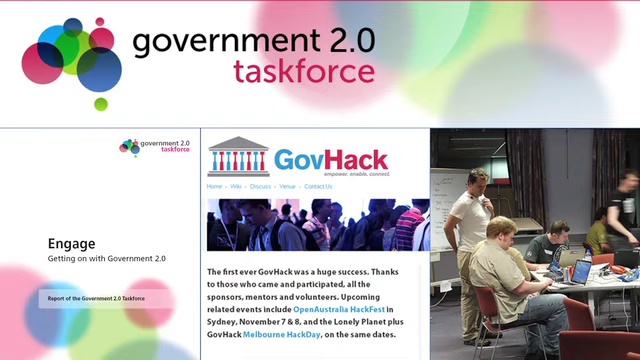 government 2.0
taskforce
government 2.0
taskforce
Engage
Getting on with Government 2.0
Report of the Government 2.0 Taskforce
GovHack
empower. enable. connect.
Home • Wiki • Discuss • Venue • Contact Us
The first ever GovHack was a huge success. Thanks
to those who came and participated, all the
sponsors, mentors and volunteers. Upcoming
related events include OpenAustralia HackFest in
Sydney, November 7 & 8, and the Lonely Planet plus
GovHack Melbourne HackDay, on the same dates.